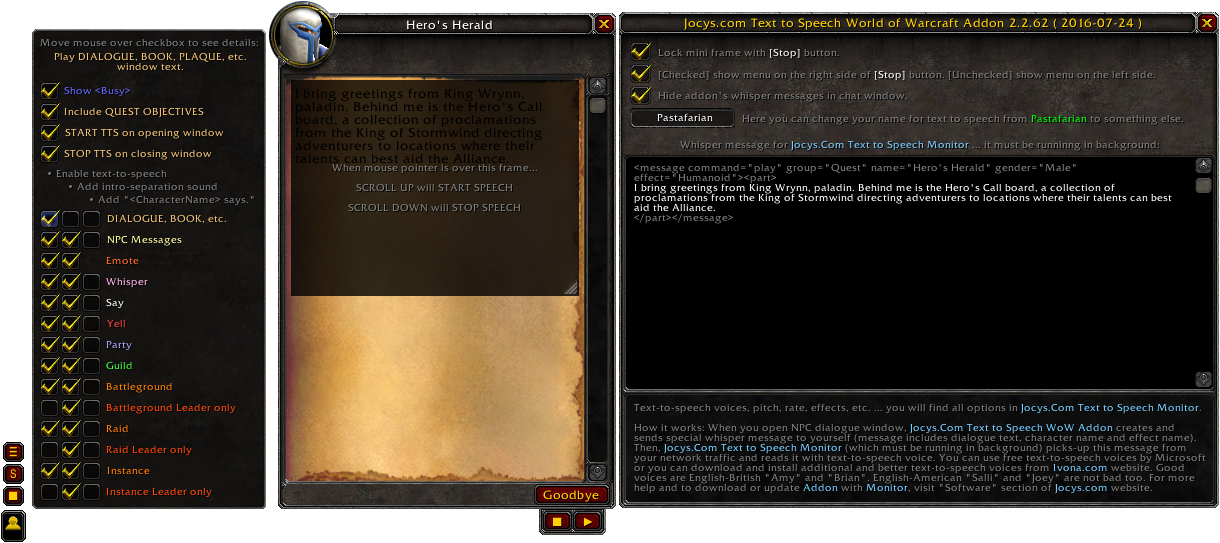 Move mouse over checkbox to see details:
Play DIALOGUE, BOOK, PLAQUE, etc.
window text.
Show <Busy>
Include QUEST OBJECTIVES
START TTS on opening window
STOP TTS on closing window
• Enable text-to-speech
• Add intro-separation sound
• Add "<CharacterName> says."
DIALOGUE, BOOK, etc.
NPC Messages
Emote
Whisper
Say
Yell
Party
Guild
Battleground
Battleground Leader only
Raid
Raid Leader only
Instance
Instance Leader only
S
Hero's Herald
I bring greetings from King Wrynn,
paladin. Behind me is the Hero's Call
board, a collection of proclamations
from the King of Stormwind directing
adventurers to locations where their
talents can best aid the Alliance.
When mouse pointer is over this frame...
SCROLL UP will START SPEECH
SCROLL DOWN will STOP SPEECH
Goodbye
Jocys.com Text to Speech World of Warcraft Addon 2.2.62 ( 2016-07-24 )
Lock mini frame with [Stop] button.
[Checked] show menu on the right side of [Stop] button. [Unchecked] show menu on the left side.
Hide addon's whisper messages in chat window.
Pastafarian Here you can change your name for text to speech from Pastafarian to something else.
Whisper message for Jocys.Com Text to Speech Monitor ... it must be runnning in background:
<message command="play" group="Quest" name="Hero's Herald" gender="Male"
effect="Humanoid"><part>
I bring greetings from King Wrynn, paladin. Behind me is the Hero's Call board, a collection of
proclamations from the King of Stormwind directing adventurers to locations where their talents can best
aid the Alliance.
</part></message>
Text-to-speech voices, pitch, rate, effects, etc. ... you will find all options in Jocys.Com Text to Speech Monitor.
How it works: When you open NPC dialogue window, Jocys.Com Text to Speech WoW Addon creates and
sends special whisper message to yourself (message includes dialogue text, character name and effect name).
Then, Jocys.Com Text to Speech Monitor (which must be running in background) picks-up this message from
your network traffic and reads it with text-to-speech voice. You can use free text-to-speech voices by Microsoft
or you can download and install additional and better text-to-speech voices from Ivona.com website. Good
voices are English-British "Amy" and "Brian". English-American "Salli" and "Joey" are not bad too. For more
help and to download or update Addon with Monitor, visit "Software" section of Jocys.com website.